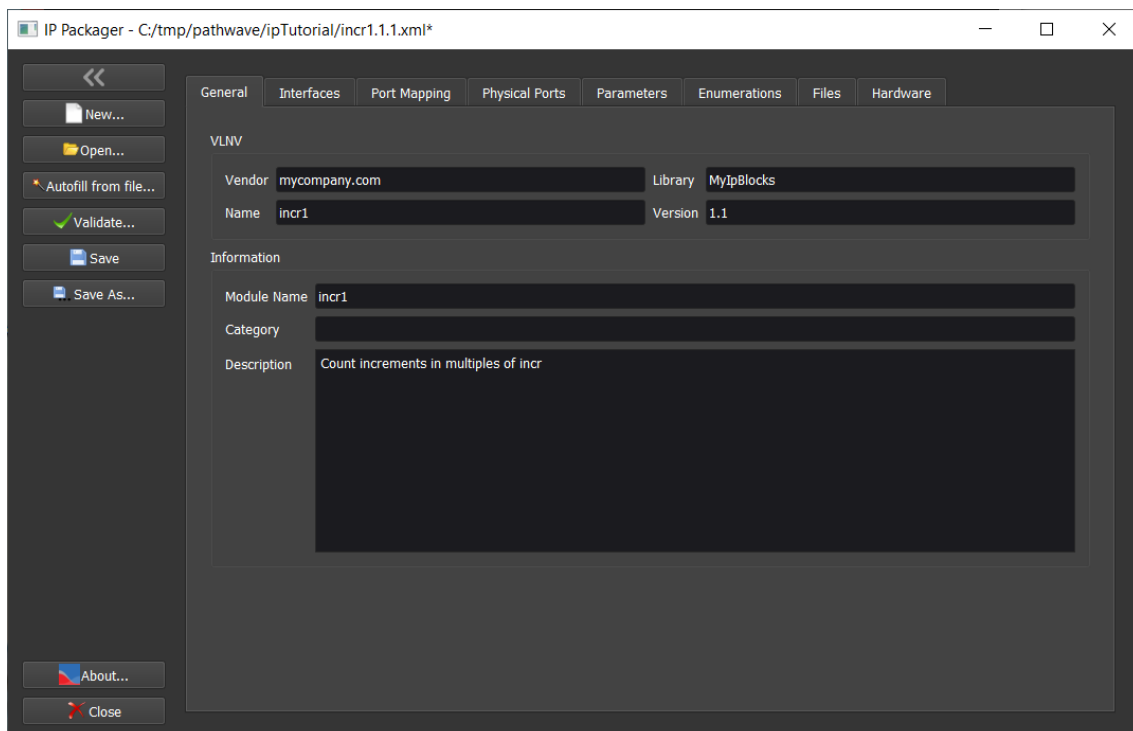 IP Packager - C:/tmp/pathwave/ipTutorial/incr1.1.1.xml*
New...
Open...
Autofill from file...
Validate...
Save
Save As...
About...
Close
General Interfaces Port Mapping Physical Ports Parameters Enumerations Files Hardware
VLNV
Vendor mycompany.com Library MyIpBlocks
Name incr1 Version 1.1
Information
Module Name incr1
Category
Description Count increments in multiples of incr